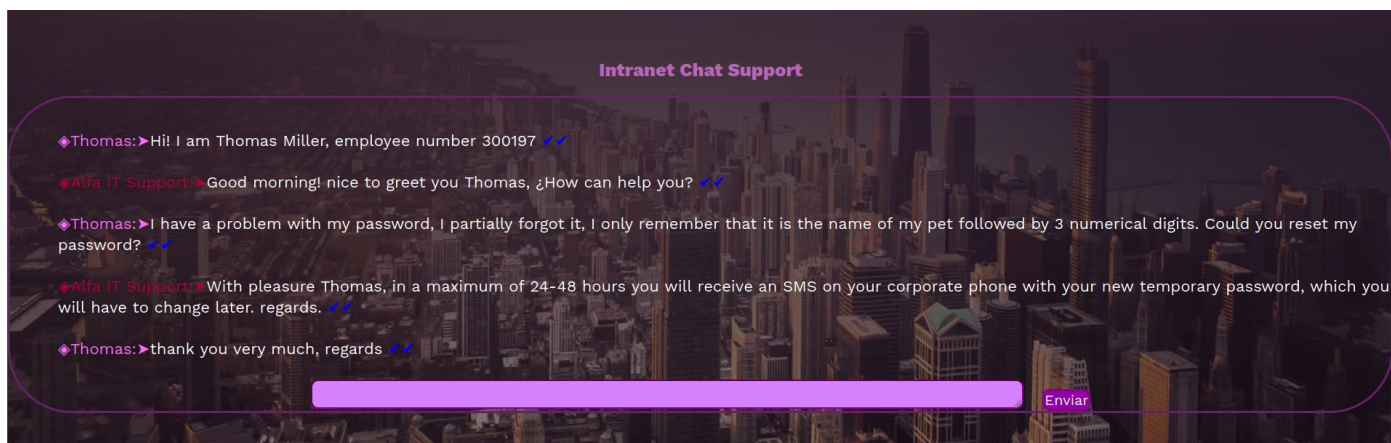 Intranet Chat Support
◈Thomas:➤Hi! I am Thomas Miller, employee number 300197 ✔✔
◈Alfa IT Support:➤Good morning! nice to greet you Thomas, ¿How can help you? ✔✔
◈Thomas:➤I have a problem with my password, I partially forgot it, I only remember that it is the name of my pet followed by 3 numerical digits. Could you reset my
password? ✔✔
◈Alfa IT Support:➤With pleasure Thomas, in a maximum of 24-48 hours you will receive an SMS on your corporate phone with your new temporary password, which you
will have to change later. regards. ✔✔
◈Thomas:➤thank you very much, regards ✔✔
Enviar